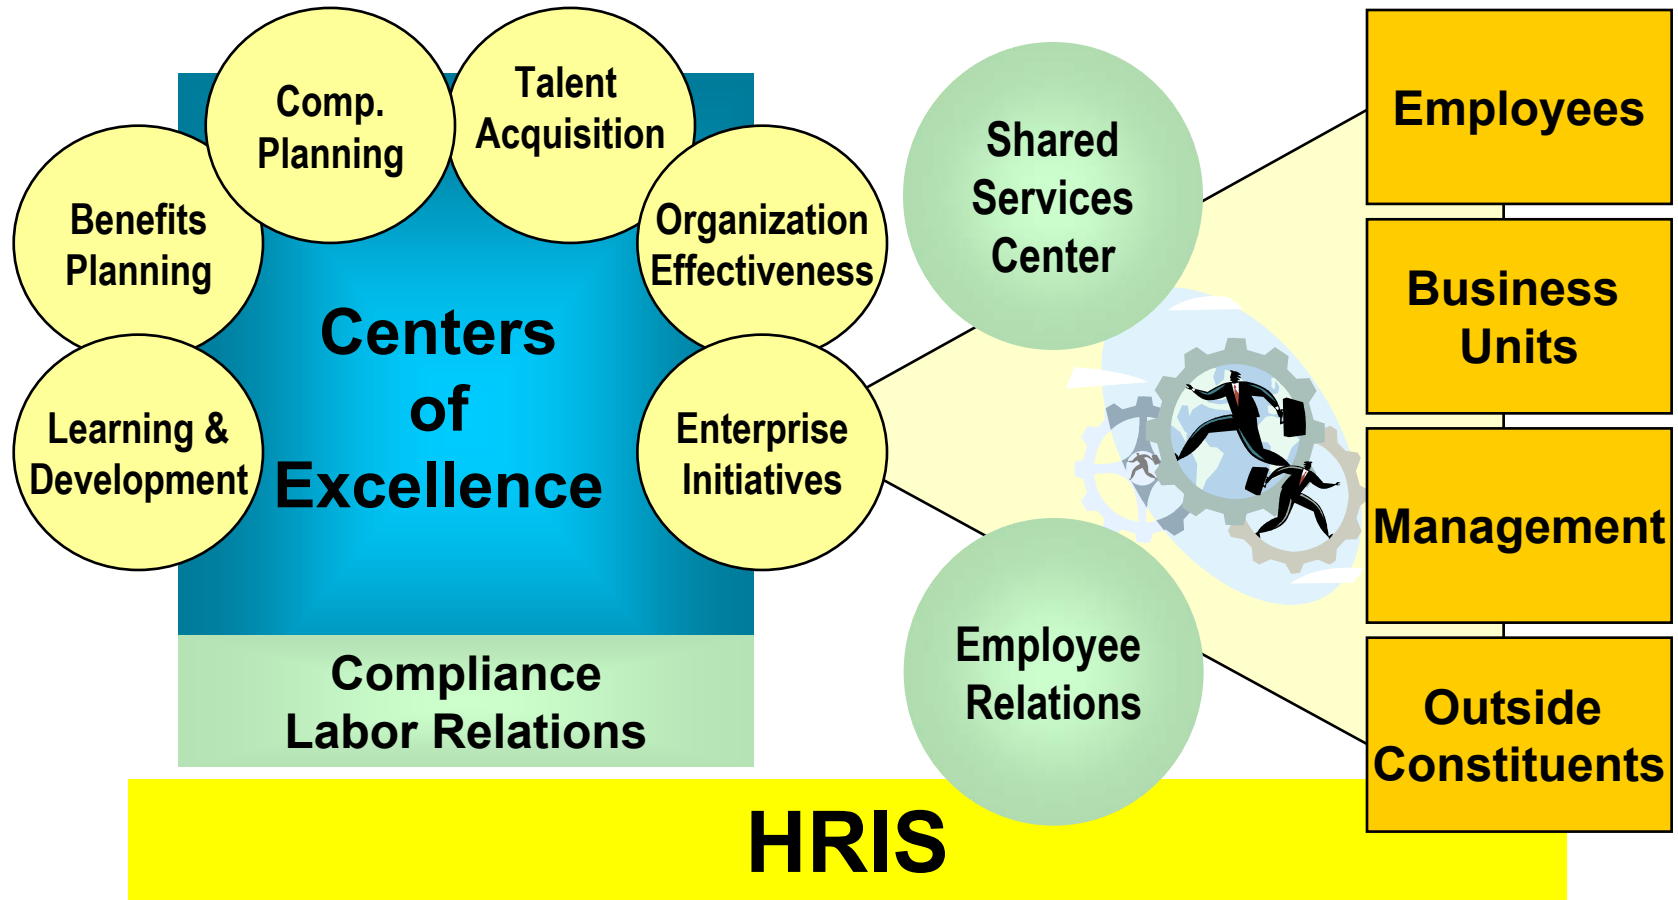 Comp.
Planning
Talent
Acquisition
Benefits
Planning
Organization
Effectiveness
Learning &
Development
Enterprise
Initiatives
Centers
of
Excellence
Compliance
Labor Relations
Shared
Services
Center
Employee
Relations
Employees
Business
Units
Management
Outside
Constituents
HRIS